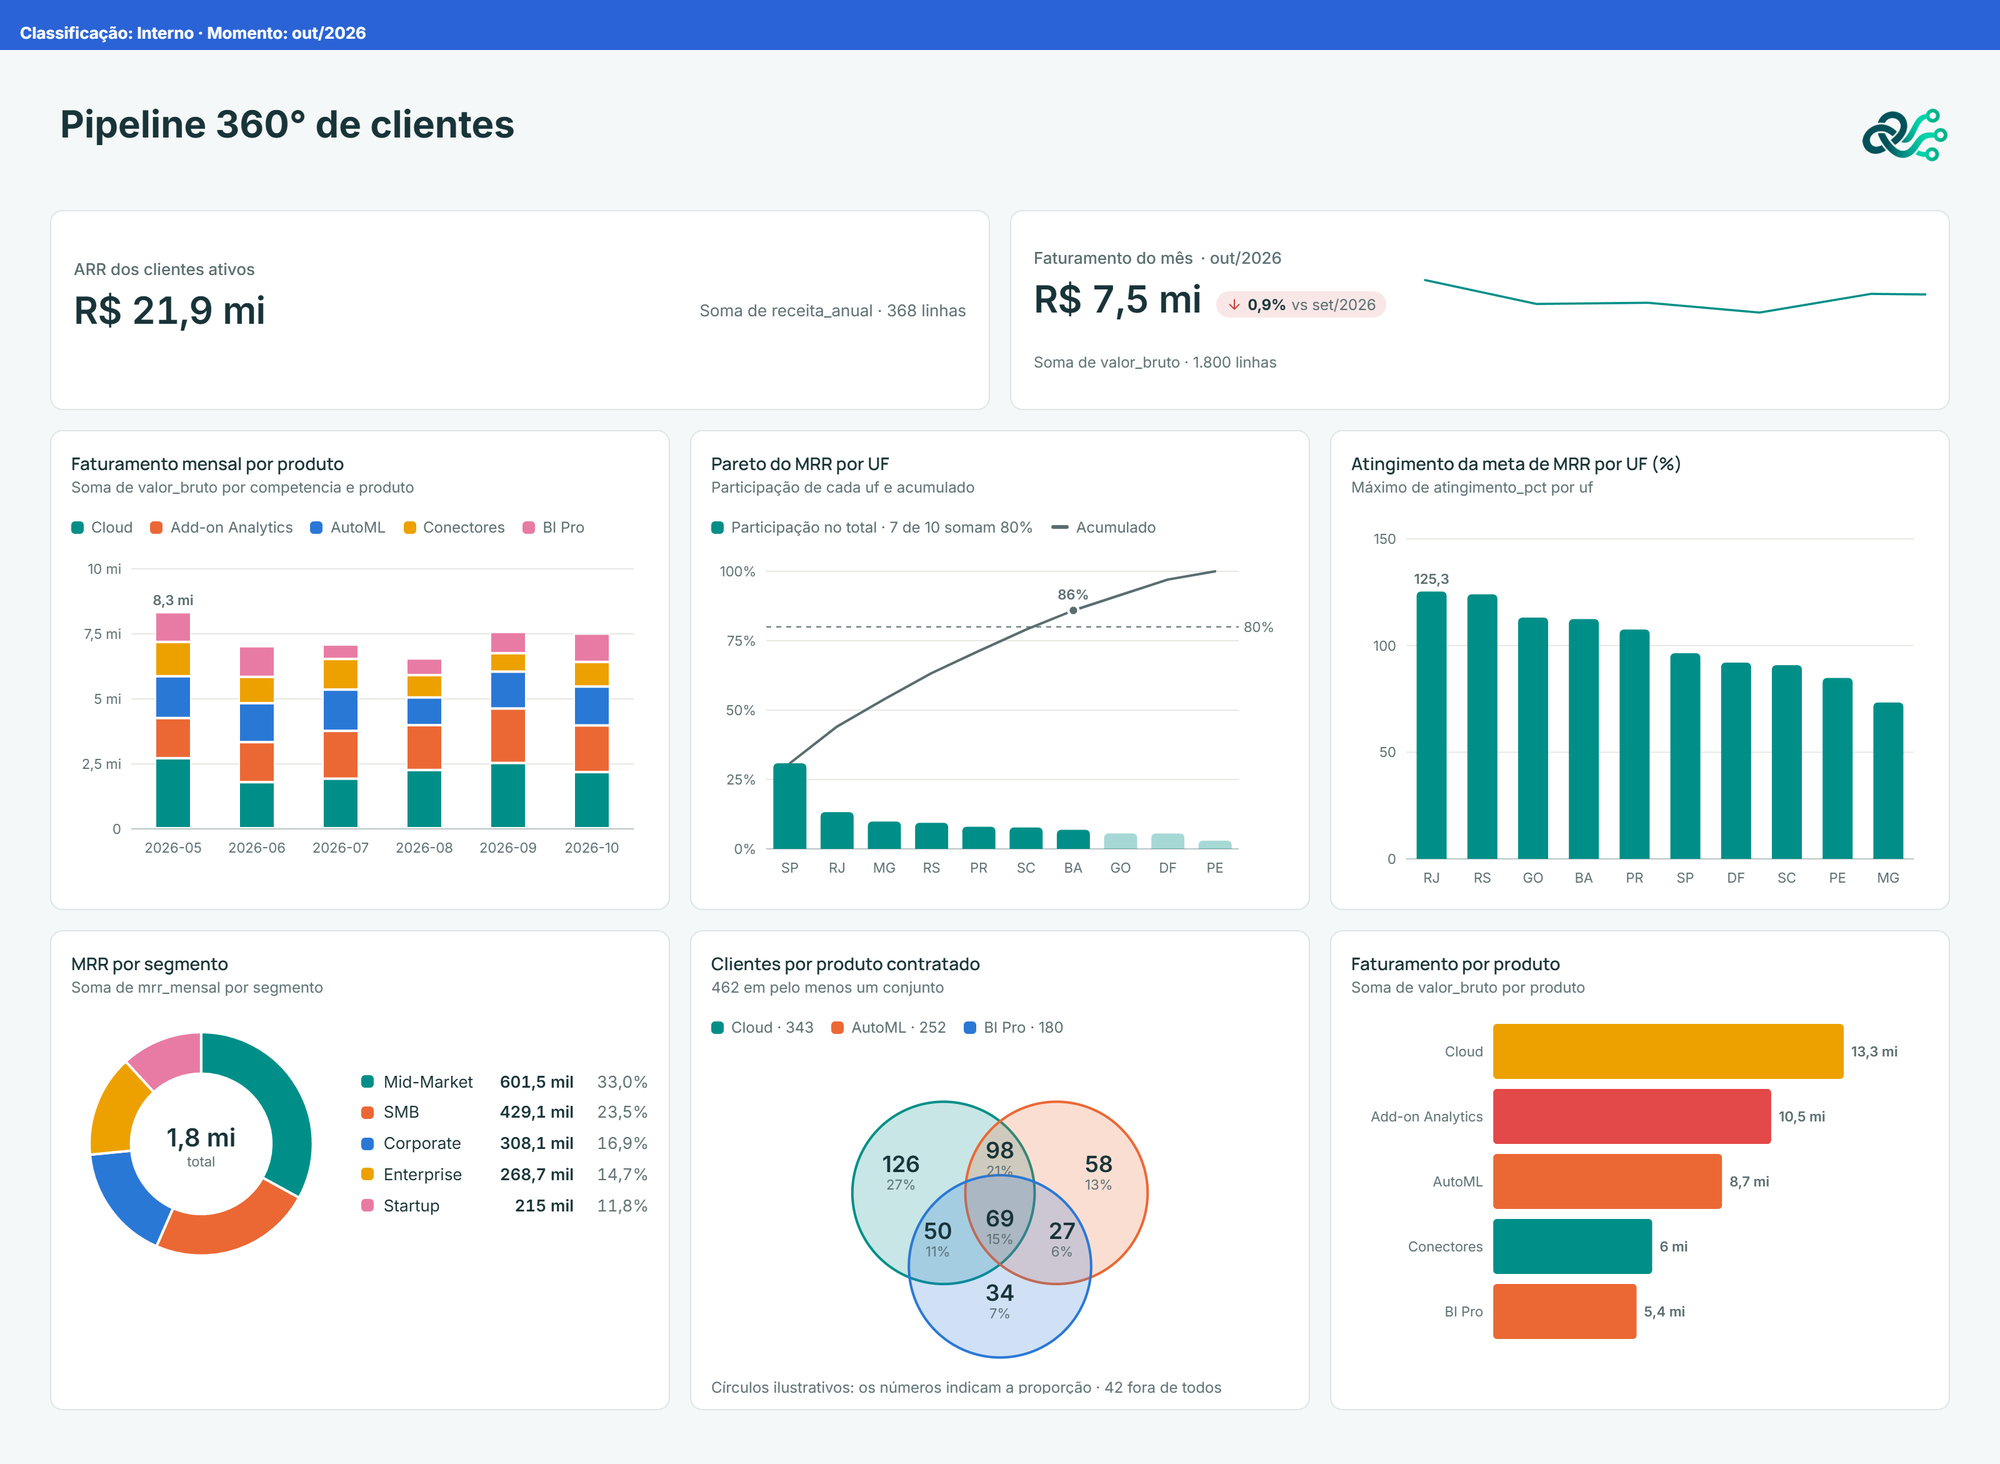 Classificação: Interno · Momento: out/2026
Pipeline 360° de clientes
ARR dos clientes ativos
R$ 21,9 mi
Soma de receita_anual · 368 linhas
Faturamento do mês · out/2026
R$ 7,5 mi ↓ 0,9% vs set/2026
Soma de valor_bruto · 1.800 linhas
Faturamento mensal por produto
Soma de valor_bruto por competencia e produto
Cloud Add-on Analytics AutoML Conectores BI Pro
10 mi
8,3 mi
7,5 mi
5 mi
2,5 mi
0
2026-05 2026-06 2026-07 2026-08 2026-09 2026-10
Pareto do MRR por UF
Participação de cada uf e acumulado
Participação no total · 7 de 10 somam 80% Acumulado
100%
86%
80%
75%
50%
25%
0%
SP RJ MG RS PR SC BA GO DF PE
Atingimento da meta de MRR por UF (%)
Máximo de atingimento_pct por uf
150
125,3
100
50
0
RJ RS GO BA PR SP DF SC PE MG
MRR por segmento
Soma de mrr_mensal por segmento
1,8 mi
total
Mid-Market 601,5 mil 33,0%
SMB 429,1 mil 23,5%
Corporate 308,1 mil 16,9%
Enterprise 268,7 mil 14,7%
Startup 215 mil 11,8%
Clientes por produto contratado
462 em pelo menos um conjunto
Cloud · 343 AutoML · 252 BI Pro · 180
126
27%
98
21%
58
13%
50
11%
69
15%
27
6%
34
7%
Círculos ilustrativos: os números indicam a proporção · 42 fora de todos
Faturamento por produto
Soma de valor_bruto por produto
Cloud 13,3 mi
Add-on Analytics 10,5 mi
AutoML 8,7 mi
Conectores 6 mi
BI Pro 5,4 mi